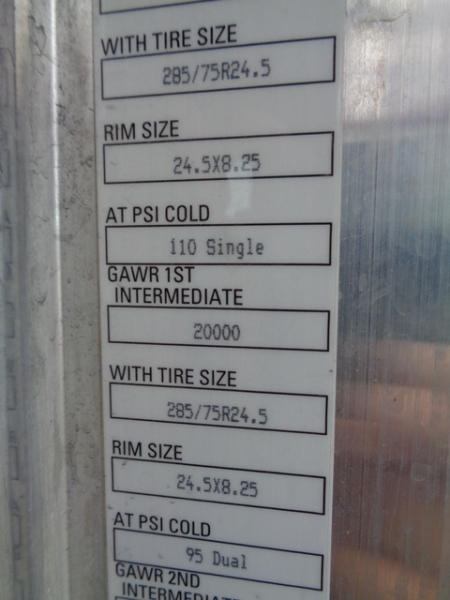 WITH TIRE SIZE
285/75R24.5
RIM SIZE
24.5X8.25
AT PSI COLD
110 Single
GAWR 1ST
INTERMEDIATE
20000
WITH TIRE SIZE
285/75R24.5
RIM SIZE
24.5X8.25
AT PSI COLD
95 Dual
GAWR 2ND
INTERMEDIATE